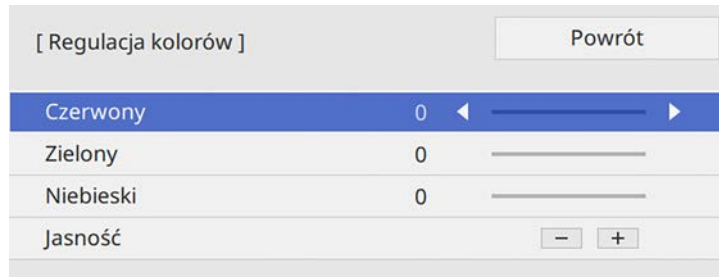 [ Regulacja kolorów ] Powrót
Czerwony 0
Zielony 0
Niebieski 0
Jasność − +